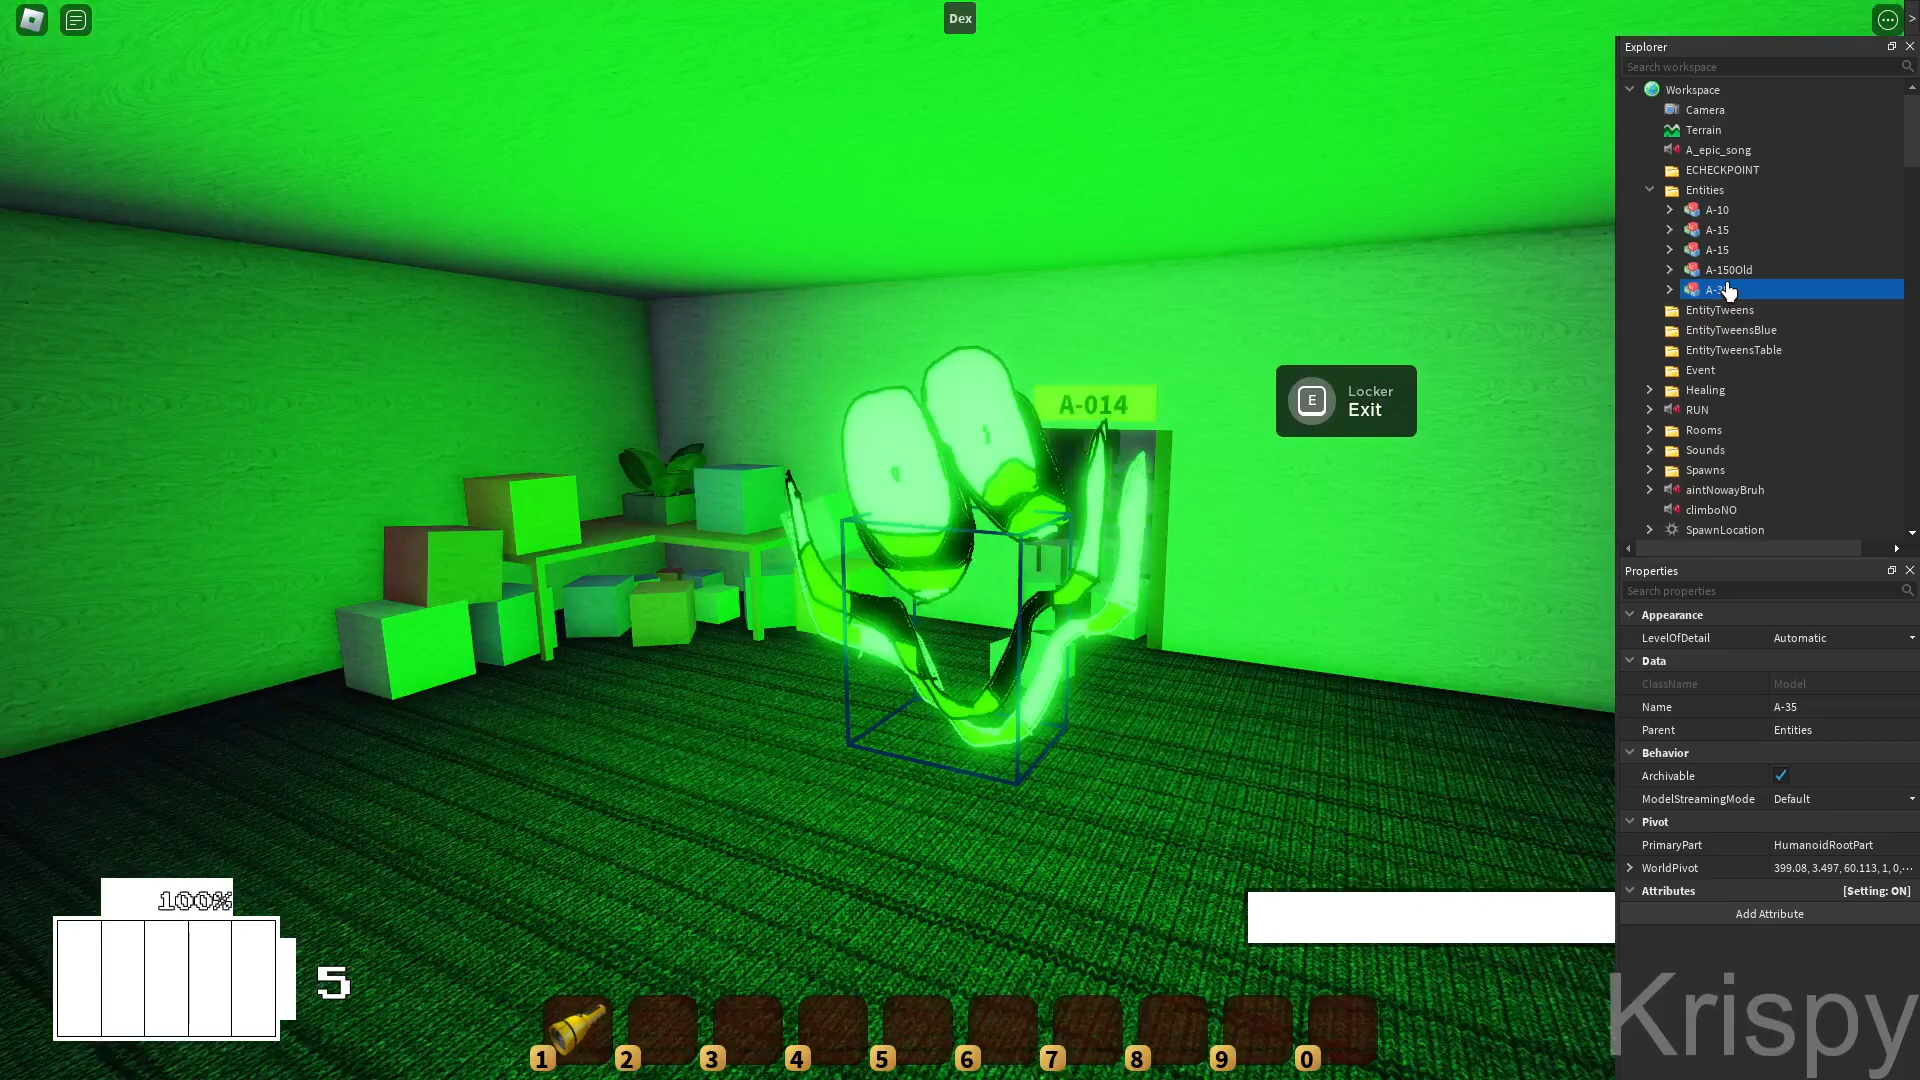 Dex
Explorer
Search workspace
Workspace
Camera
Terrain
A_epic_song
ECHECKPOINT
Entities
A-10
A-15
A-15
A-150Old
EntityTweens
EntityTweensBlue
EntityTweensTable
Event
Healing
RUN
Rooms
Sounds
Spawns
aintNowayBruh
climboNO
SpawnLocation
A-014
E
Locker
Exit
Properties
Search properties
Appearance
LevelOfDetail Automatic
Data
ClassName Model
Name A-35
Parent Entities
Behavior
Archivable
ModelStreamingMode Default
Pivot
PrimaryPart HumanoidRootPart
WorldPivot 399.08, 3.497, 60.113, 1, 0,...
Attributes [Setting: ON]
Add Attribute
100%
5
1 2 3 4 5 6 7 8 9 0
Krispy